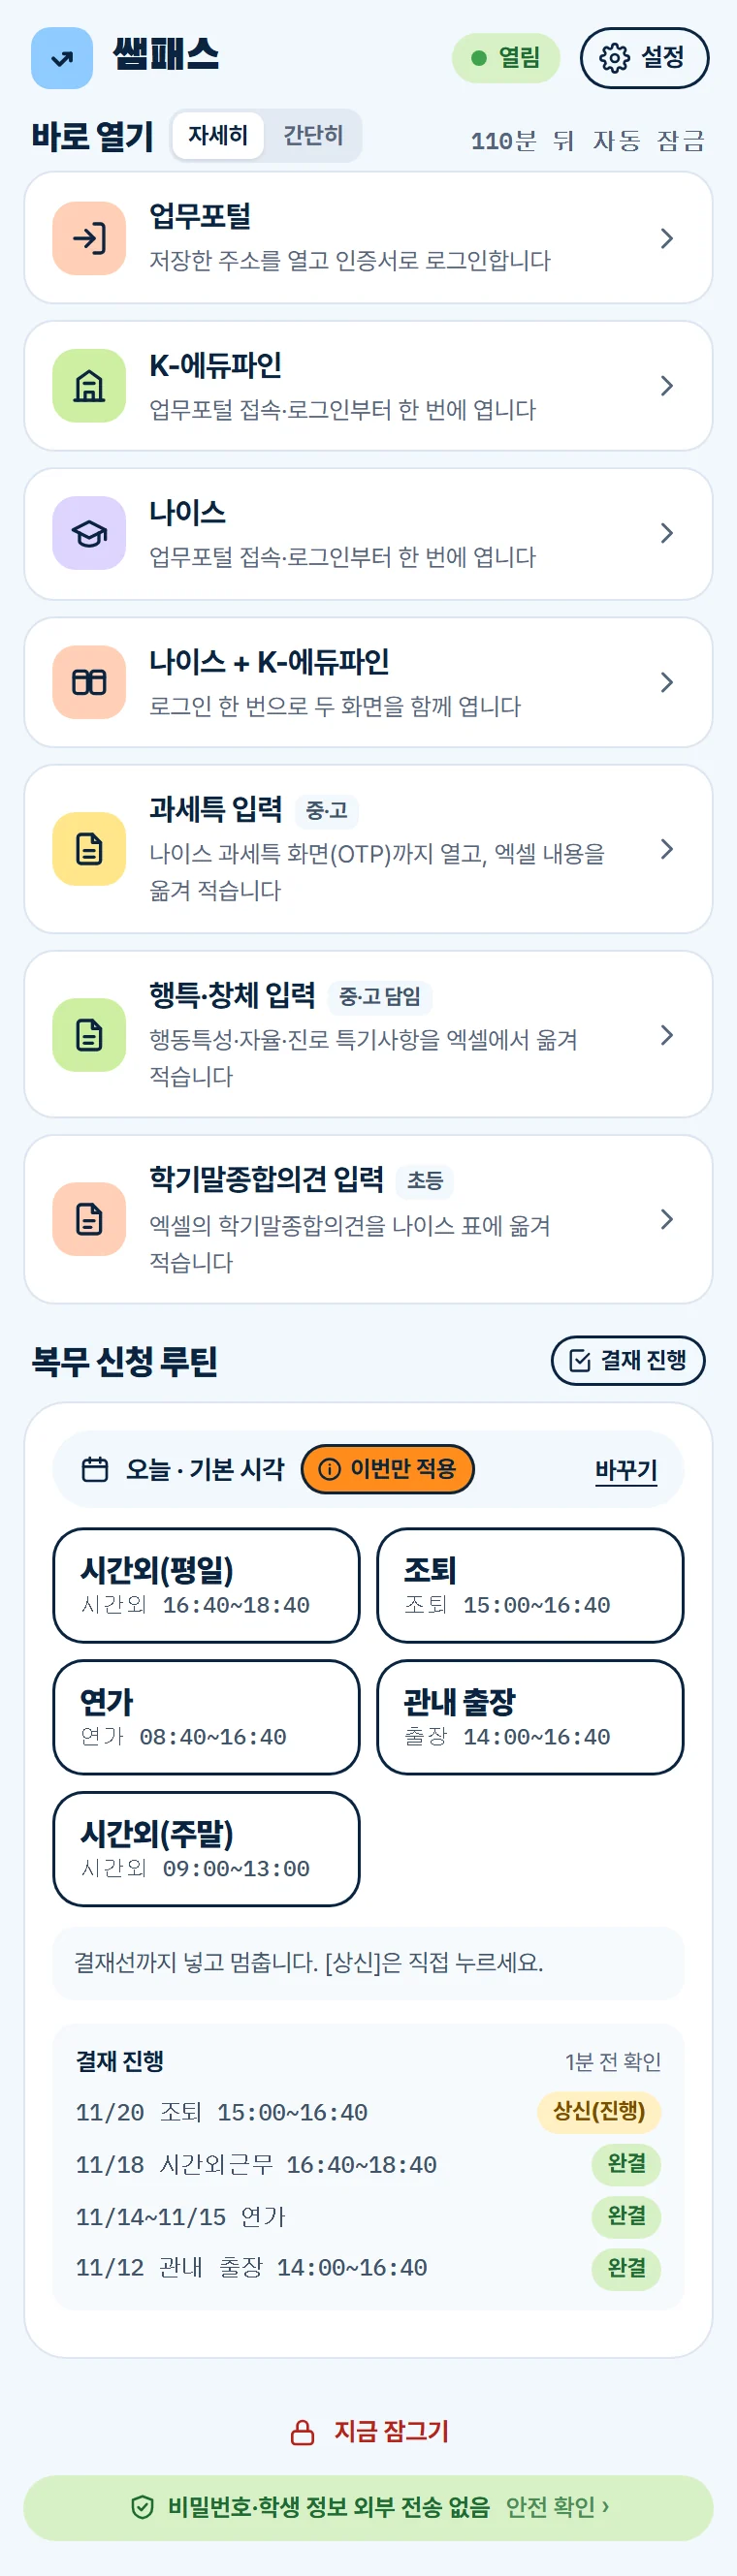 쌤패스
열림
설정
바로 열기
자세히
간단히
110분 뒤 자동 잠금
업무포털
저장한 주소를 열고 인증서로 로그인합니다
K-에듀파인
업무포털 접속·로그인부터 한 번에 엽니다
나이스
업무포털 접속·로그인부터 한 번에 엽니다
나이스 + K-에듀파인
로그인 한 번으로 두 화면을 함께 엽니다
과세특 입력 중·고
나이스 과세특 화면(OTP)까지 열고, 엑셀 내용을
옮겨 적습니다
행특·창체 입력 중·고 담임
행동특성·자율·진로 특기사항을 엑셀에서 옮겨
적습니다
학기말종합의견 입력 초등
엑셀의 학기말종합의견을 나이스 표에 옮겨
적습니다
복무 신청 루틴
결재 진행
오늘 · 기본 시각
이번만 적용
바꾸기
시간외(평일)
시간외 16:40~18:40
조퇴
조퇴 15:00~16:40
연가
연가 08:40~16:40
관내 출장
출장 14:00~16:40
시간외(주말)
시간외 09:00~13:00
결재선까지 넣고 멈춥니다. [상신]은 직접 누르세요.
결재 진행
1분 전 확인
11/20 조퇴 15:00~16:40
상신(진행)
11/18 시간외근무 16:40~18:40
완결
11/14~11/15 연가
완결
11/12 관내 출장 14:00~16:40
완결
지금 잠그기
비밀번호·학생 정보 외부 전송 없음 안전 확인 ›